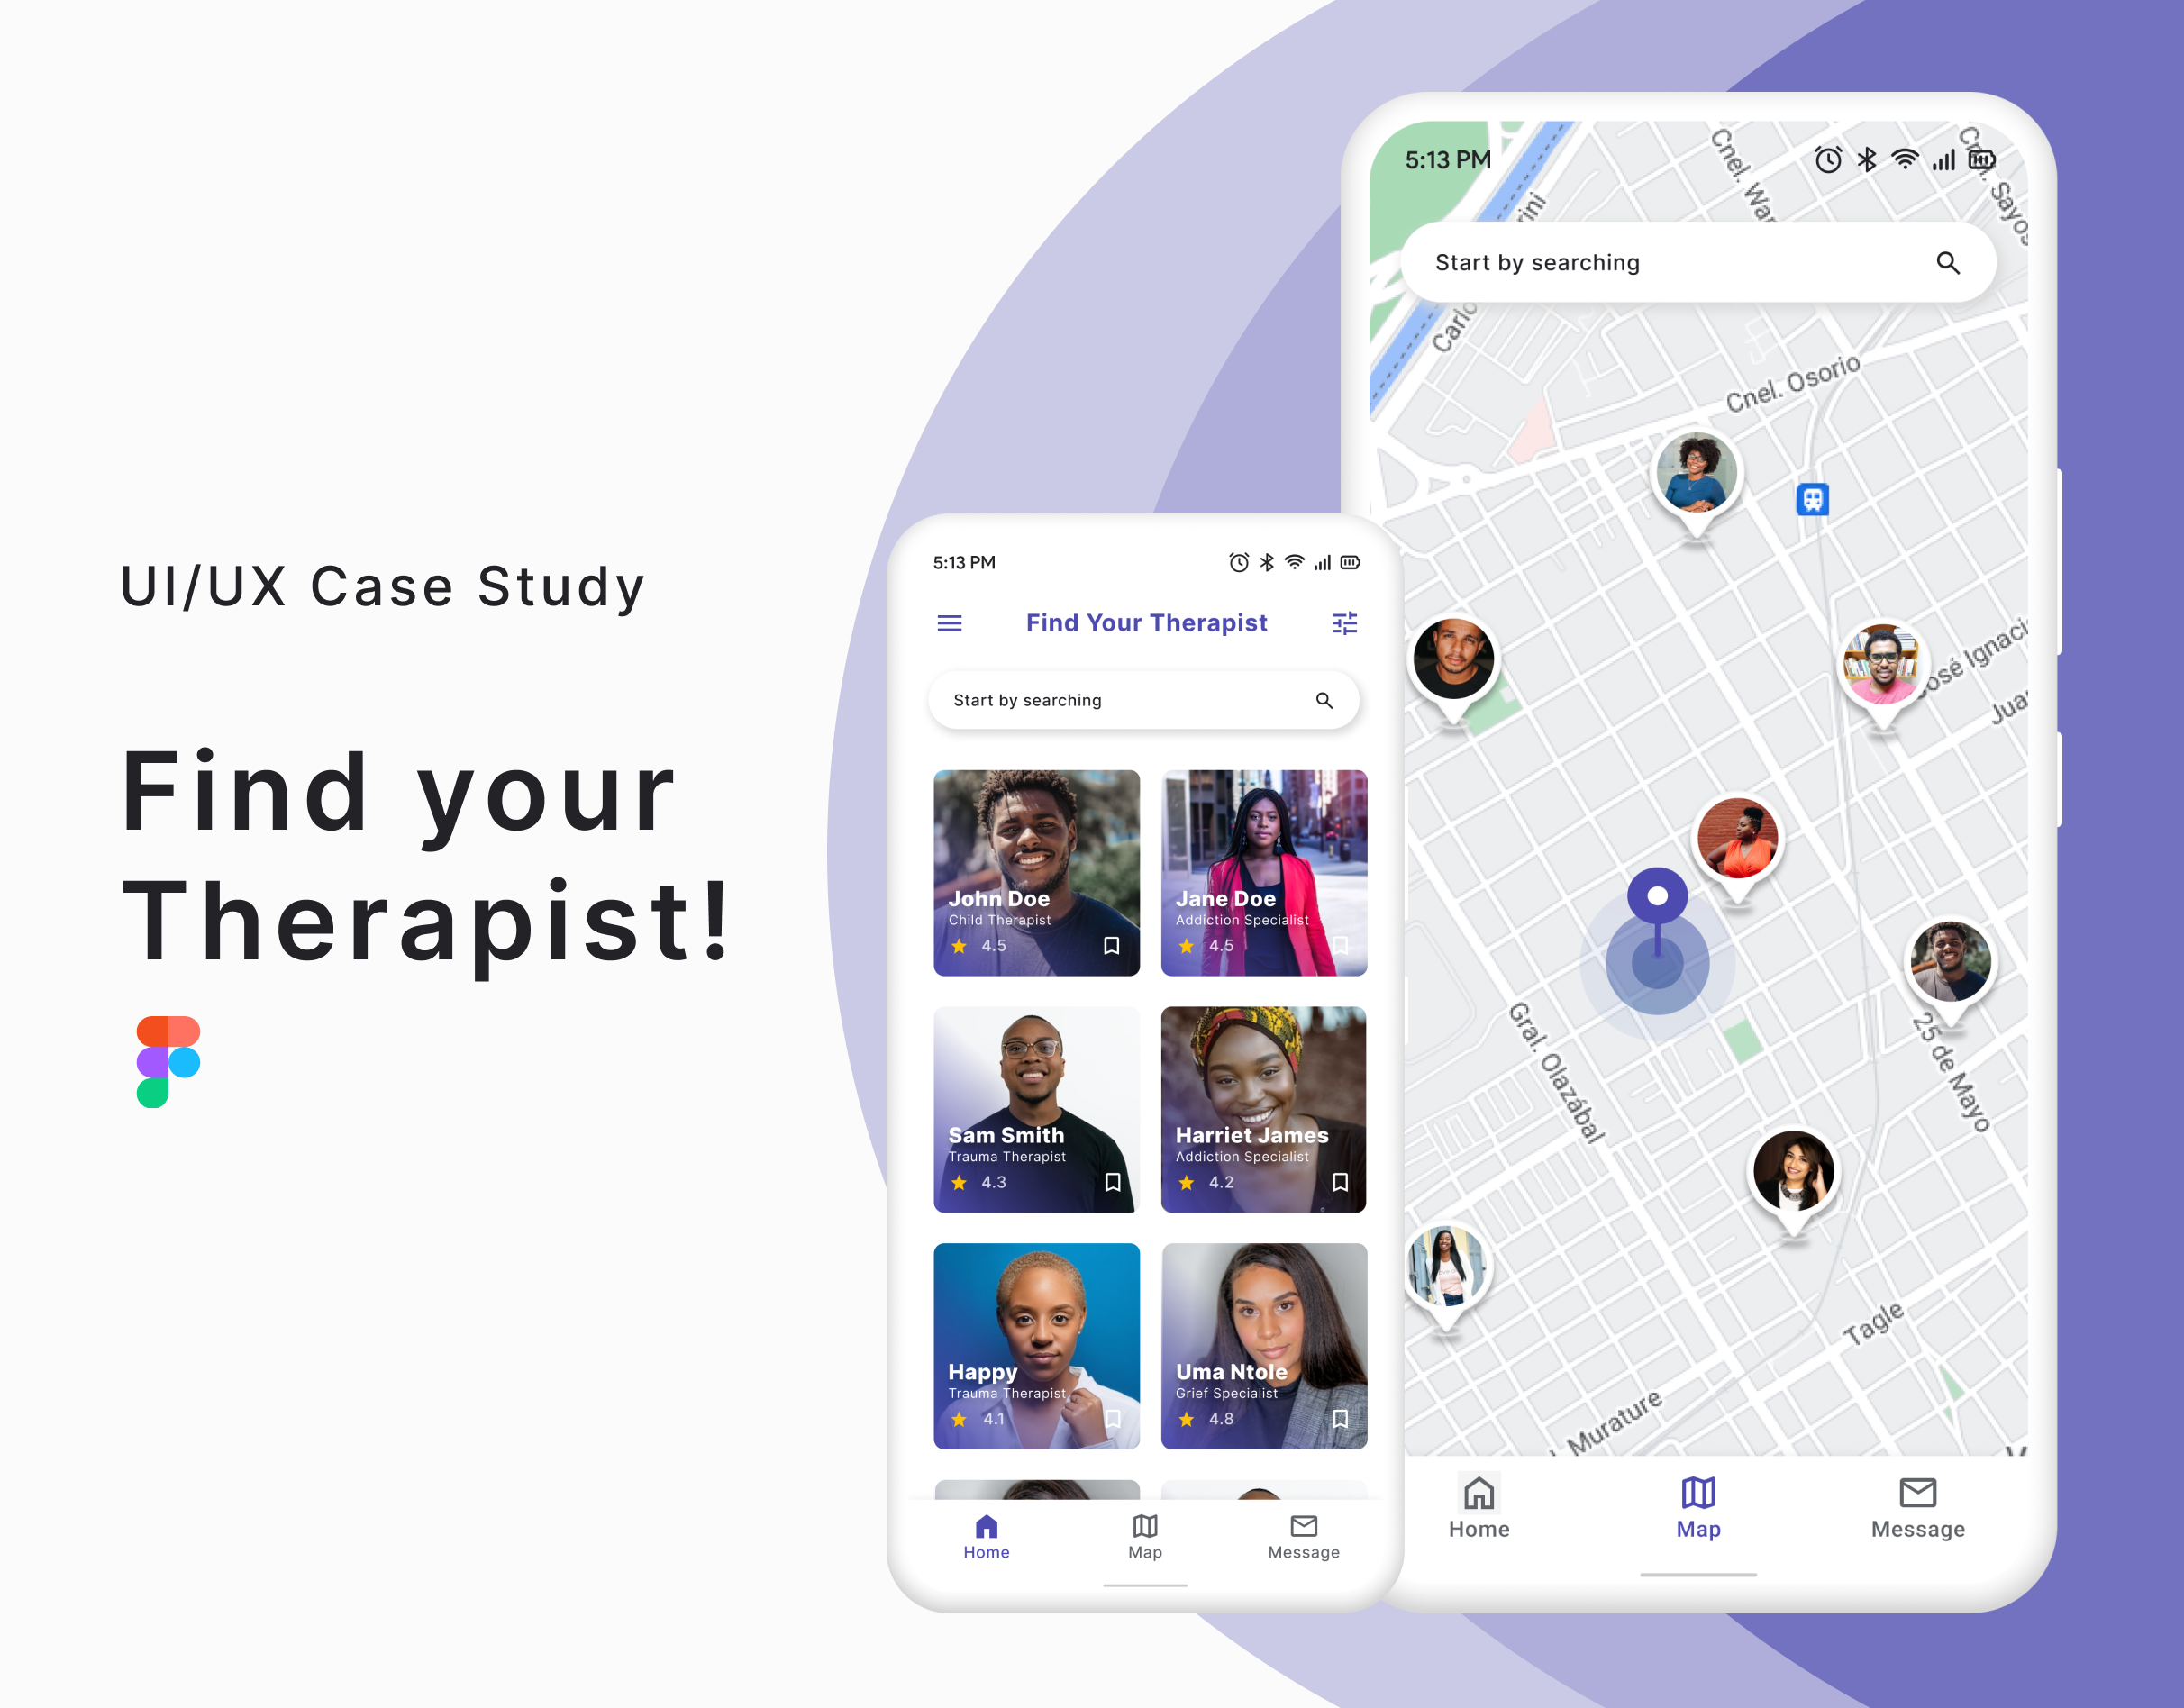 UI/UX Case Study
Find your
Therapist!
5:13 PM
Find Your Therapist
Start by searching
John Doe
Child Therapist
4.5
Jane Doe
Addiction Specialist
4.5
Sam Smith
Trauma Therapist
4.3
Harriet James
Addiction Specialist
4.2
Happy
Trauma Therapist
4.1
Uma Ntole
Grief Specialist
4.8
Home
Map
Message
5:13 PM
Start by searching
Cnel. Osorio
José Ignaci
Gral. Olazábal
25 de Mayo
Tagle
Murature
Home
Map
Message